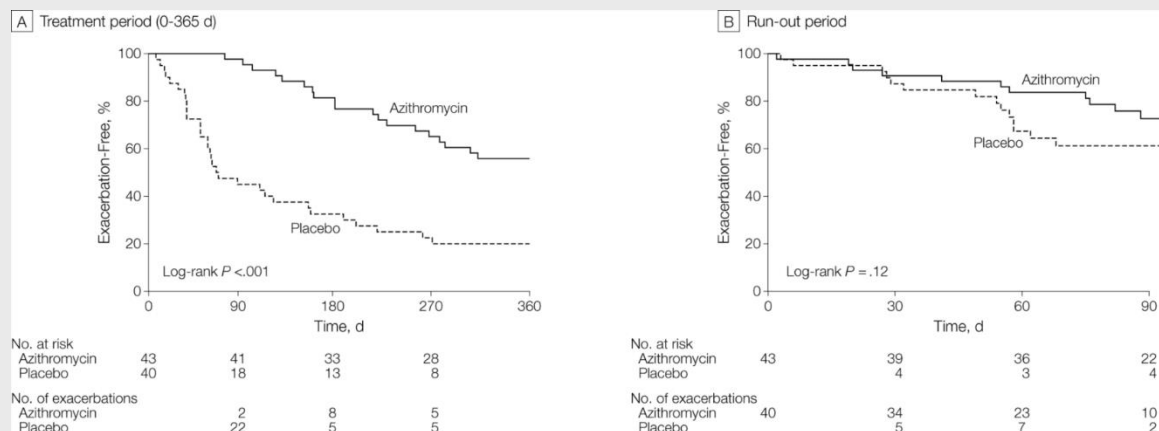 A Treatment period (0-365 d)
100
80
60
40
20
0
Exacerbation-Free, %
Azithromycin
Placebo
Log-rank P <.001
0 90 180 270 360
Time, d
No. at risk
Azithromycin 43 41 33 28
Placebo 40 18 13 8
No. of exacerbations
Azithromycin 2 8 5
Placebo 22 5 5
B Run-out period
100
80
60
40
20
0
Exacerbation-Free, %
Azithromycin
Placebo
Log-rank P = .12
0 30 60 90
Time, d
No. at risk
Azithromycin 43 39 36 22
Placebo 4 3 4
No. of exacerbations
Azithromycin 40 34 23 10
Placebo 5 7 2